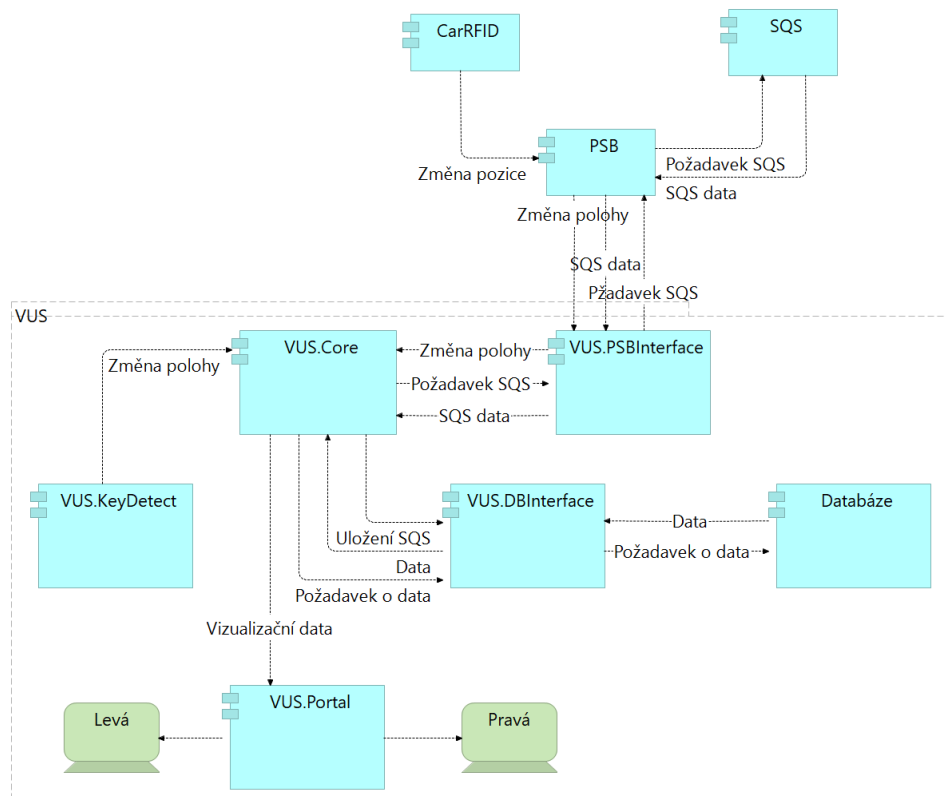 CarRFID
SQS
PSB
Změna pozice
Požadavek SQS
SQS data
Změna polohy
SQS data
Pžadavek SQS
VUS
VUS.Core
VUS.PSBInterface
Změna polohy
Změna polohy
Požadavek SQS
SQS data
VUS.KeyDetect
VUS.DBInterface
Databáze
Data
Uložení SQS
Požadavek o data
Data
Požadavek o data
Vizualizační data
VUS.Portal
Levá
Pravá